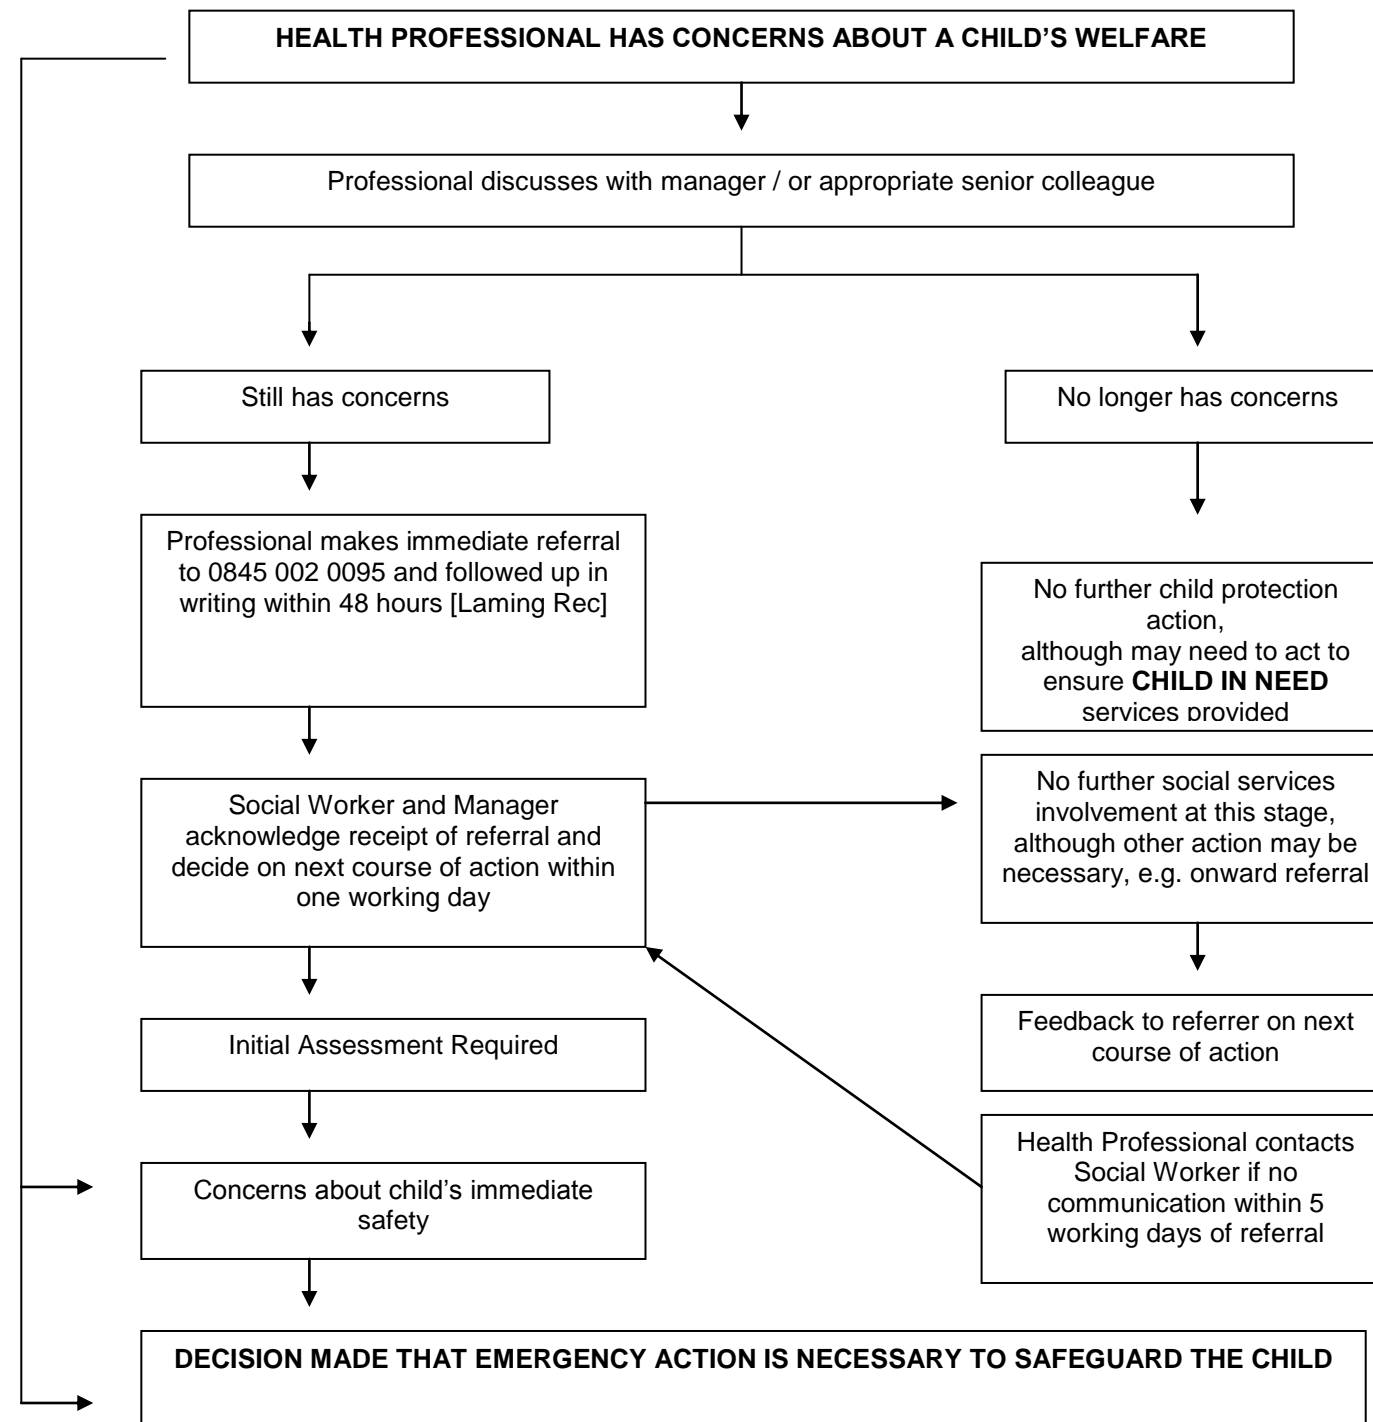 HEALTH PROFESSIONAL HAS CONCERNS ABOUT A CHILD’S WELFARE
Professional discusses with manager / or appropriate senior colleague
Still has concerns
No longer has concerns
Professional makes immediate referral
to 0845 002 0095 and followed up in
writing within 48 hours [Laming Rec]
No further child protection
action,
although may need to act to
ensure CHILD IN NEED
services provided
Social Worker and Manager
acknowledge receipt of referral and
decide on next course of action within
one working day
No further social services
involvement at this stage,
although other action may be
necessary, e.g. onward referral
Initial Assessment Required
Feedback to referrer on next
course of action
Concerns about child’s immediate
safety
Health Professional contacts
Social Worker if no
communication within 5
working days of referral
DECISION MADE THAT EMERGENCY ACTION IS NECESSARY TO SAFEGUARD THE CHILD